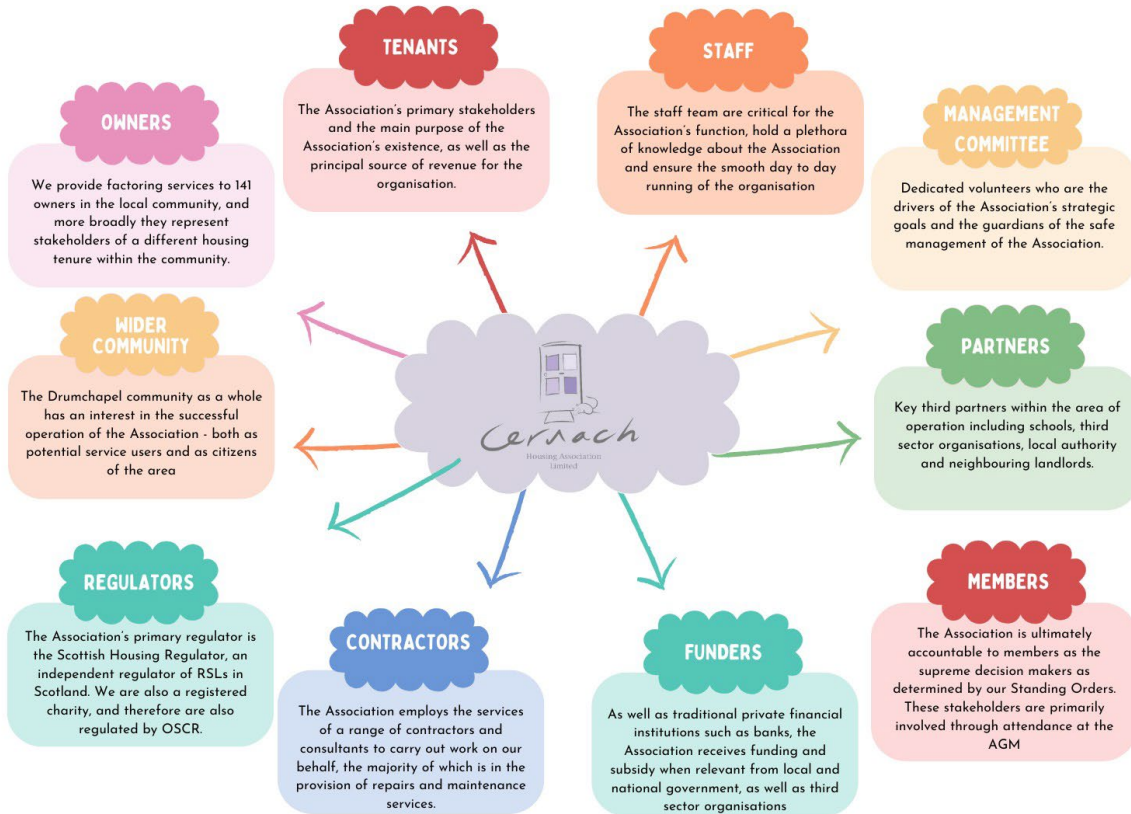 TENANTS
The Association's primary stakeholders
and the main purpose of the
Association's existence, as well as the
principal source of revenue for the
organisation.
STAFF
The staff team are critical for the
Association's function, hold a plethora
of knowledge about the Association
and ensure the smooth day to day
running of the organisation
OWNERS
We provide factoring services to 141
owners in the local community, and
more broadly they represent
stakeholders of a different housing
tenure within the community.
MANAGEMENT
COMMITTEE
Dedicated volunteers who are the
drivers of the Association's strategic
goals and the guardians of the safe
management of the Association.
WIDER
COMMUNITY
The Drumchapel community as a whole
has an interest in the successful
operation of the Association - both as
potential service users and as citizens
of the area
Cernach
Housing Association
Limited
PARTNERS
Key third partners within the area of
operation including schools, third
sector organisations, local authority
and neighbouring landlords.
REGULATORS
The Association's primary regulator is
the Scottish Housing Regulator, an
independent regulator of RSLs in
Scotland. We are also a registered
charity, and therefore are also
regulated by OSCR.
CONTRACTORS
The Association employs the services
of a range of contractors and
consultants to carry out work on our
behalf, the majority of which is in the
provision of repairs and maintenance
services.
FUNDERS
As well as traditional private financial
institutions such as banks, the
Association receives funding and
subsidy when relevant from local and
national government, as well as third
sector organisations
MEMBERS
The Association is ultimately
accountable to members as the
supreme decision makers as
determined by our Standing Orders.
These stakeholders are primarily
involved through attendance at the
AGM